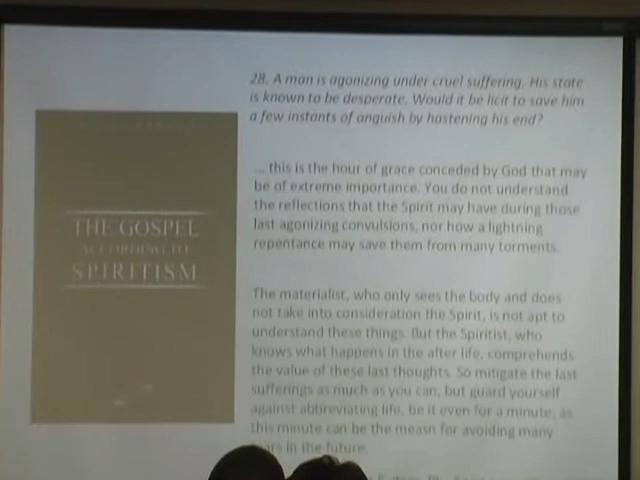 28. A man is agonizing under cruel suffering. His state
is known to be desperate. Would it be licit to save him
a few instants of anguish by hastening his end?
... this is the hour of grace conceded by God that may
be of extreme importance. You do not understand
the reflections that the Spirit may have during those
last agonizing convulsions, nor how a lightning
repentance may save them from many torments.
The materialist, who only sees the body and does
not take into consideration the Spirit, is not apt to
understand these things. But the Spiritist, who
knows what happens in the after life, comprehends
the value of these last thoughts. So mitigate the last
sufferings as much as you can, but guard yourself
against abbreviating life, be it even for a minute, as
this minute can be the measn for avoiding many
in the future.
THE GOSPEL
ACCORDING TO
SPIRITISM